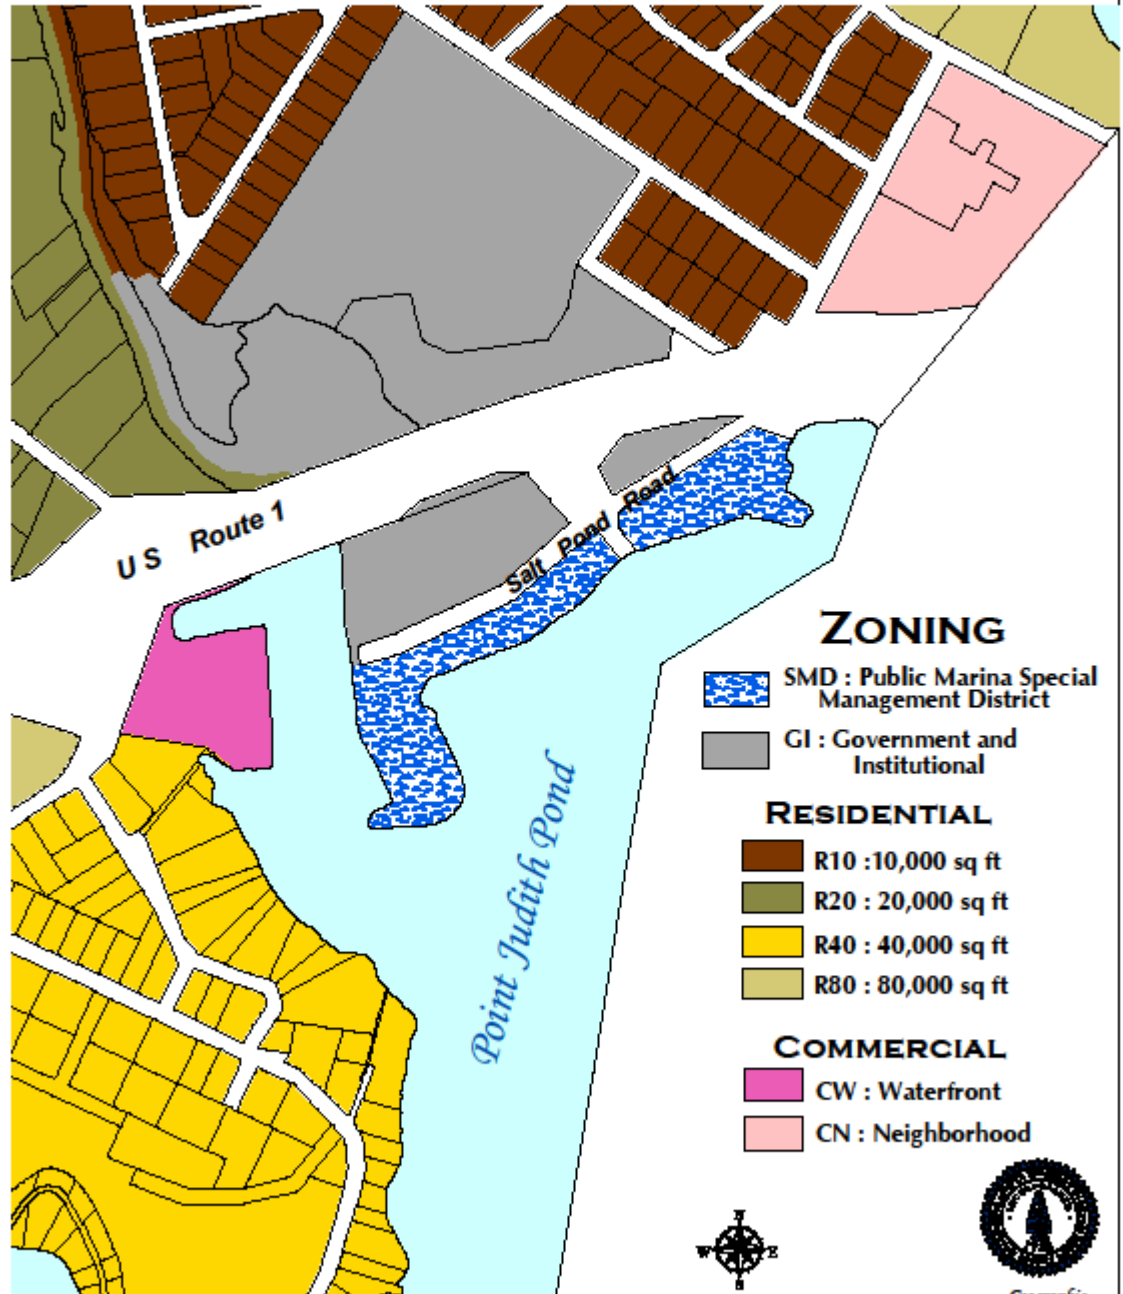 US Route 1
Salt Pond Road
Point Judith Pond
ZONING
SMD : Public Marina Special
Management District
GI : Government and
Institutional
RESIDENTIAL
R10 :10,000 sq ft
R20 : 20,000 sq ft
R40 : 40,000 sq ft
R80 : 80,000 sq ft
COMMERCIAL
CW : Waterfront
CN : Neighborhood
N
W E
S